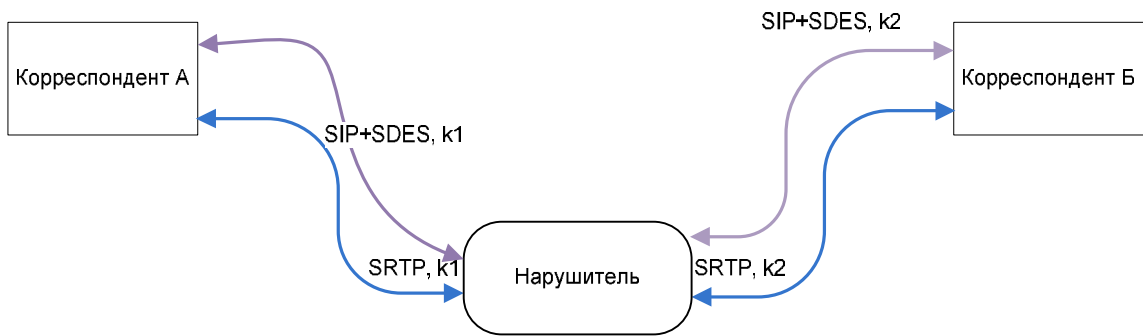 SIP+SDES, k2
Корреспондент А
Корреспондент Б
SIP+SDES, k1
SRTP, k1
Нарушитель
SRTP, k2